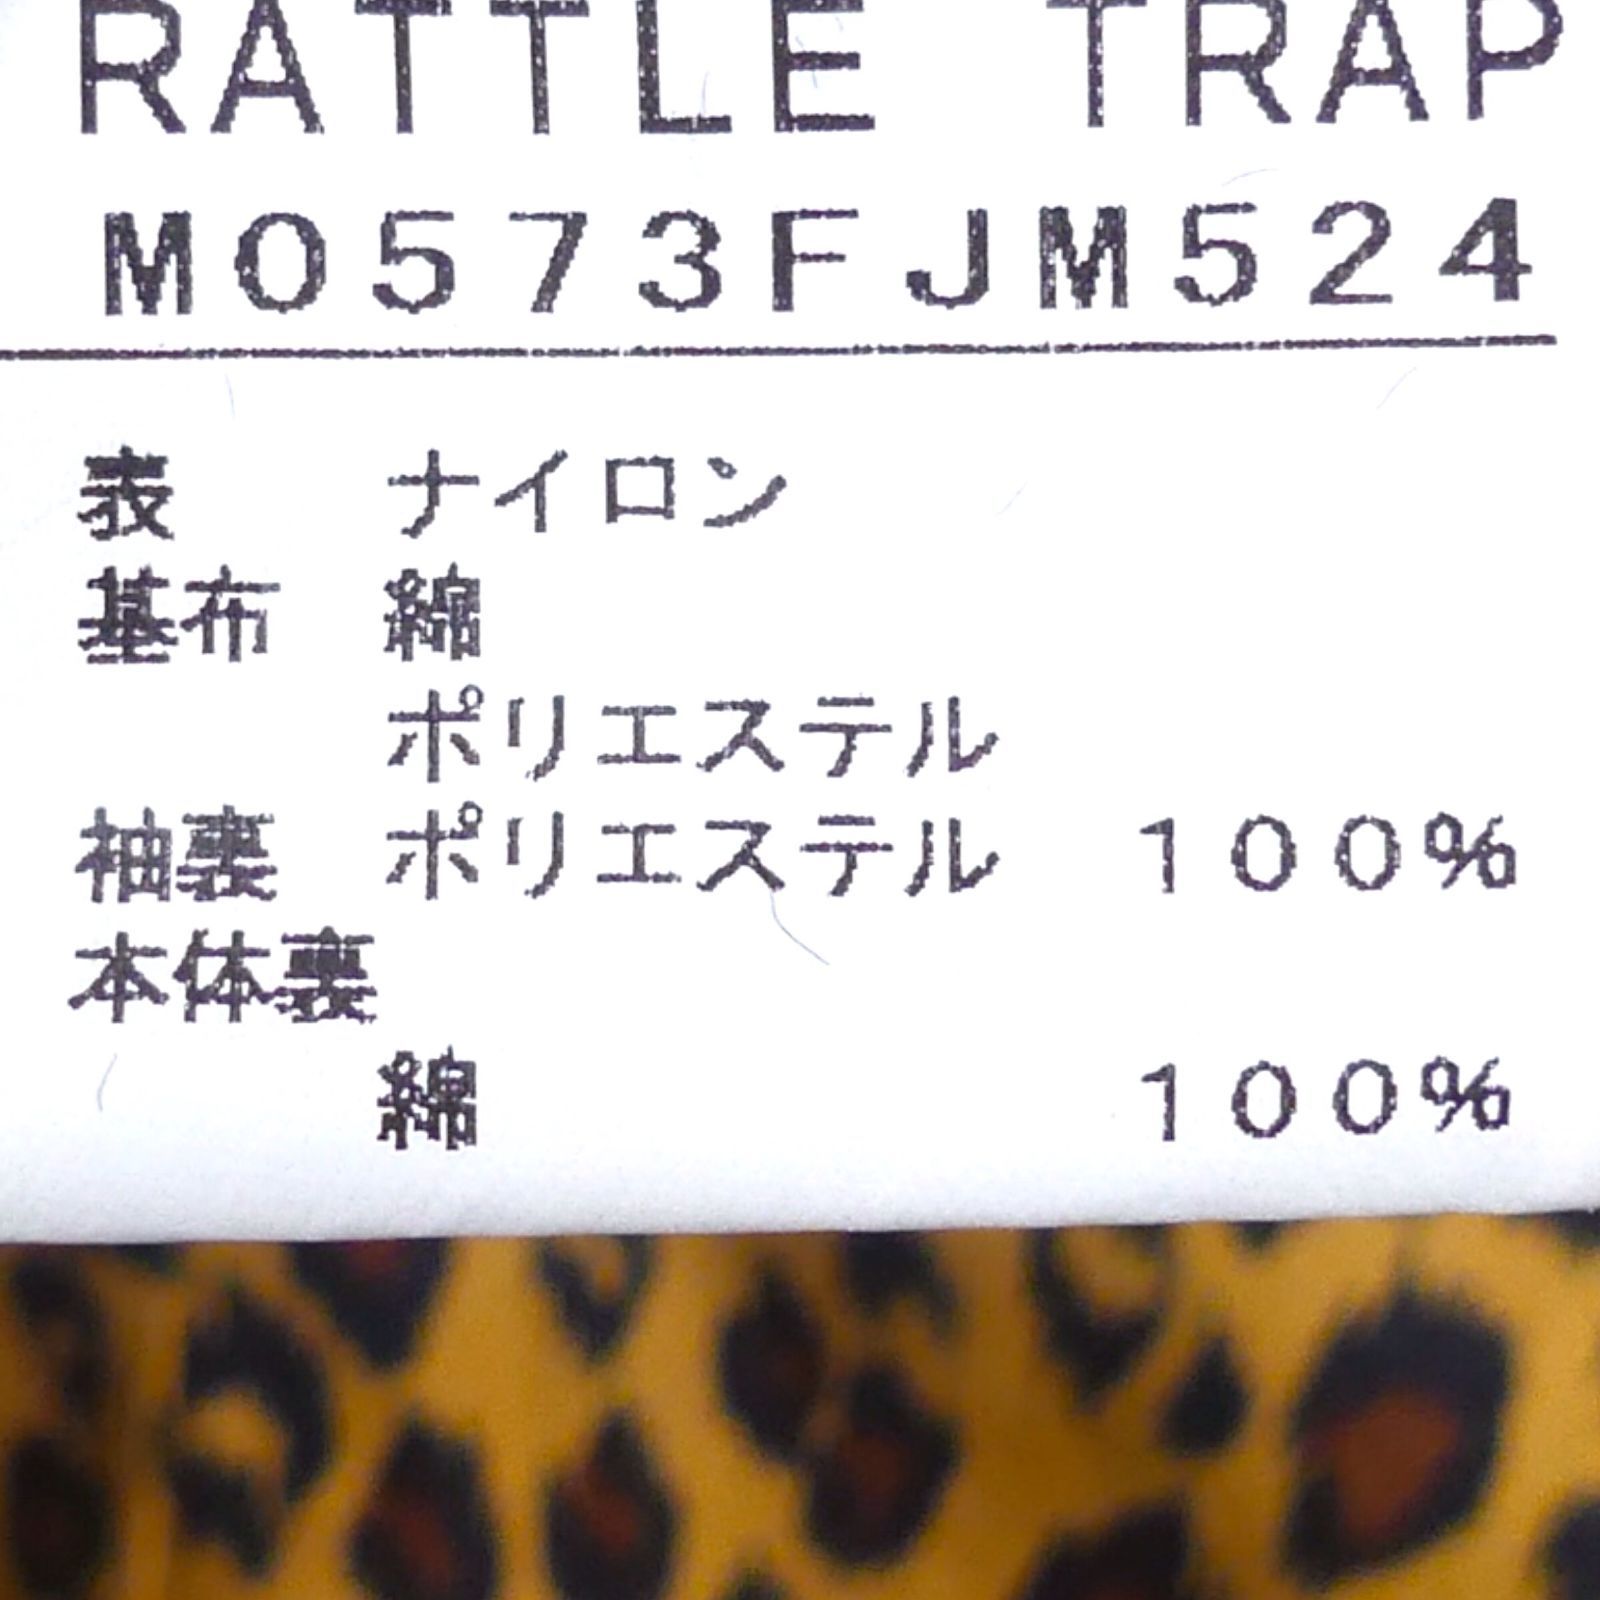 RATTLE TRAP
M0573FJM524
表 ナイロン
基布 綿
ポリエステル
袖裏 ポリエステル 100%
本体裏
綿 100%